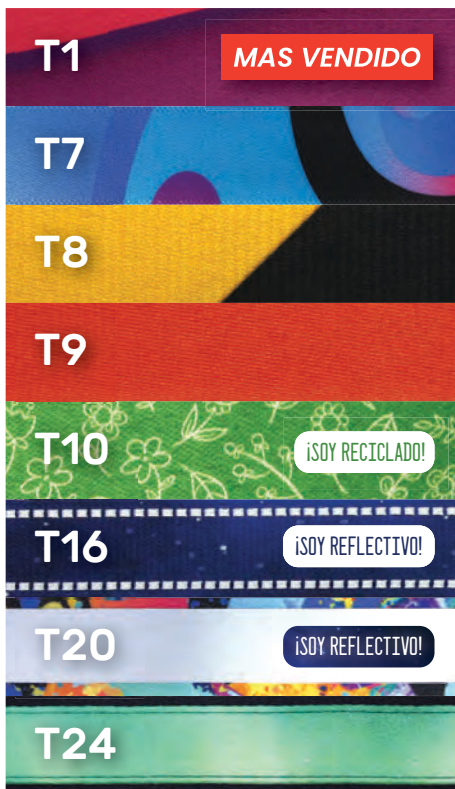 T1
MAS VENDIDO
T7
T8
T9
T10
¡SOY RECICLADO!
T16
¡SOY REFLECTIVO!
T20
¡SOY REFLECTIVO!
T24